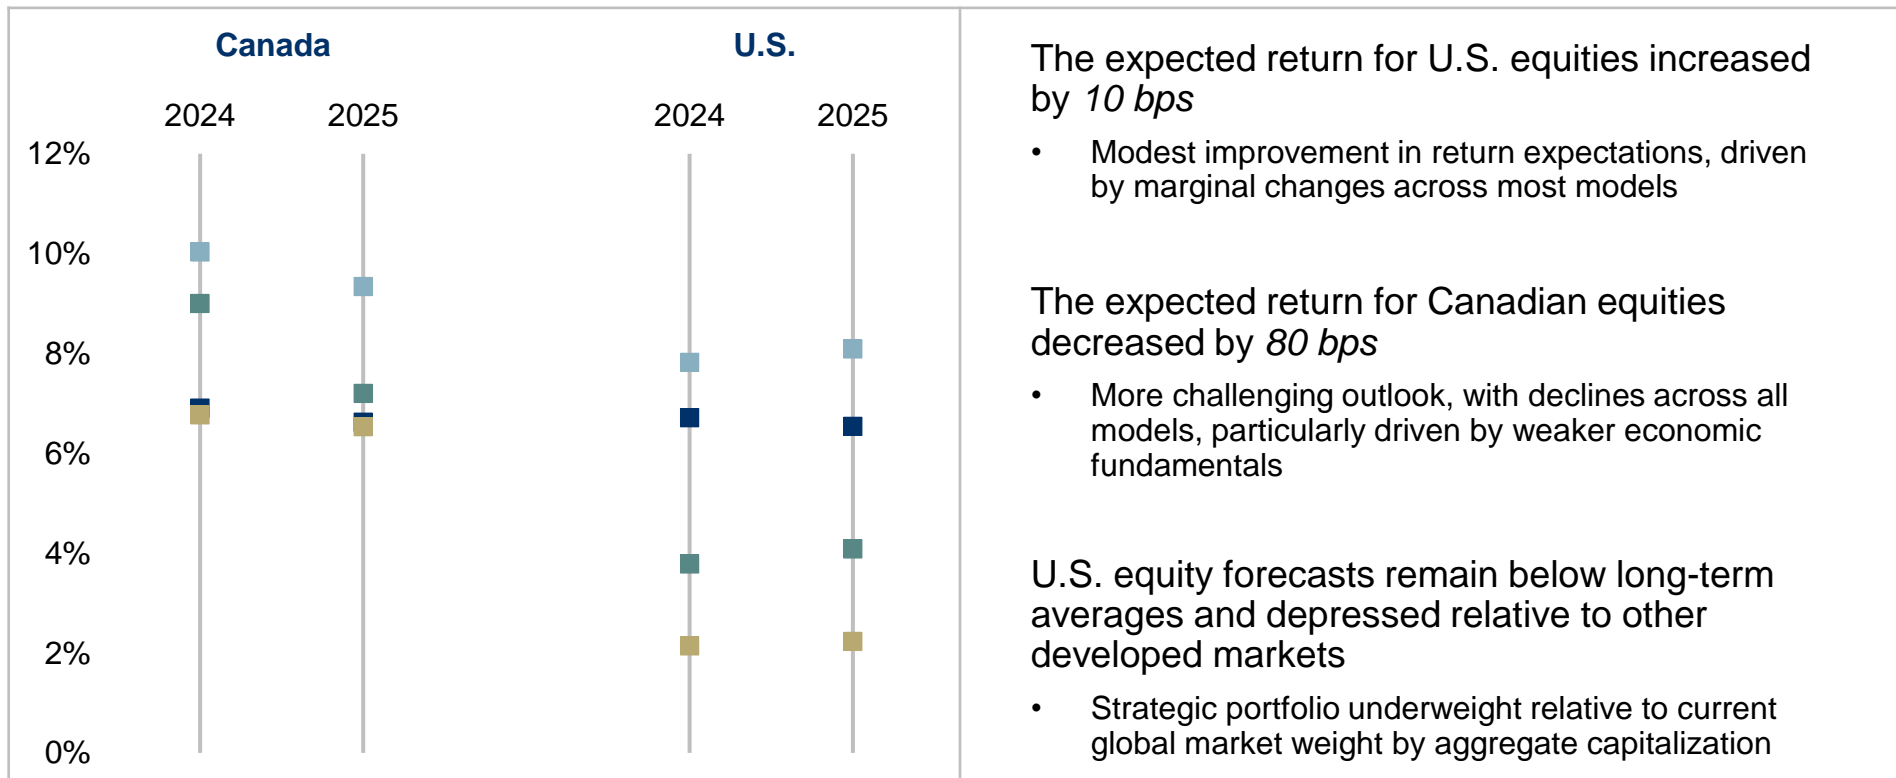 Canada
U.S.
2024
2025
2024
2025
12%
10%
8%
6%
4%
2%
0%
The expected return for U.S. equities increased
by 10 bps
• Modest improvement in return expectations, driven
by marginal changes across most models
The expected return for Canadian equities
decreased by 80 bps
• More challenging outlook, with declines across all
models, particularly driven by weaker economic
fundamentals
U.S. equity forecasts remain below long-term
averages and depressed relative to other
developed markets
• Strategic portfolio underweight relative to current
global market weight by aggregate capitalization